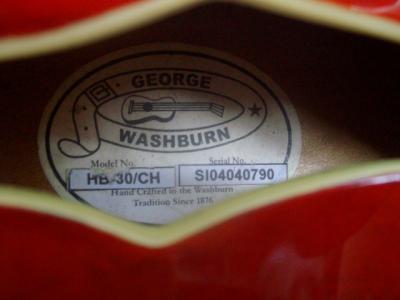 GEORGE
WASHBURN
Model No. Serial No.
HB-30/CH SI04040790
Hand Crafted in the Washburn
Tradition Since 1876